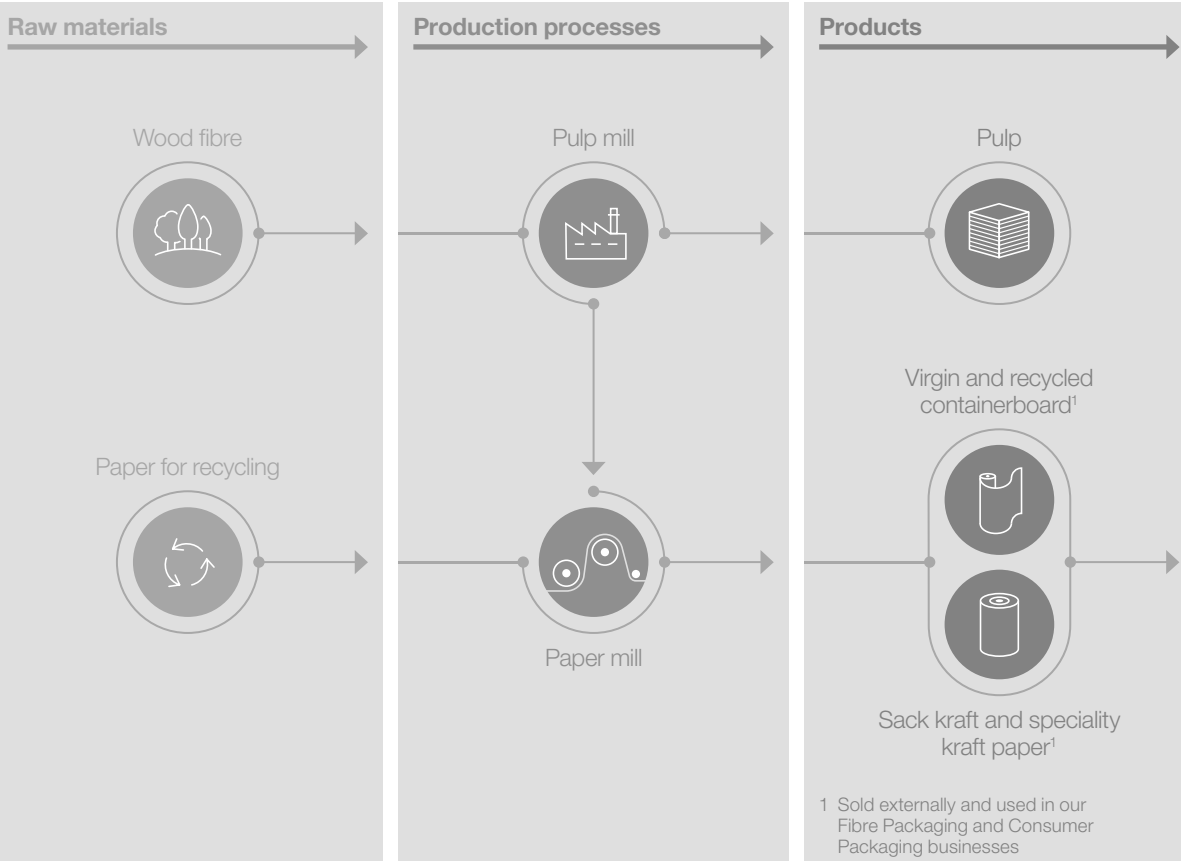 Raw materials
Wood fibre
Paper for recycling
Production processes
Pulp mill
Paper mill
Products
Pulp
Virgin and recycled
containerboard¹
Sack kraft and speciality
kraft paper¹
1 Sold externally and used in our
Fibre Packaging and Consumer
Packaging businesses